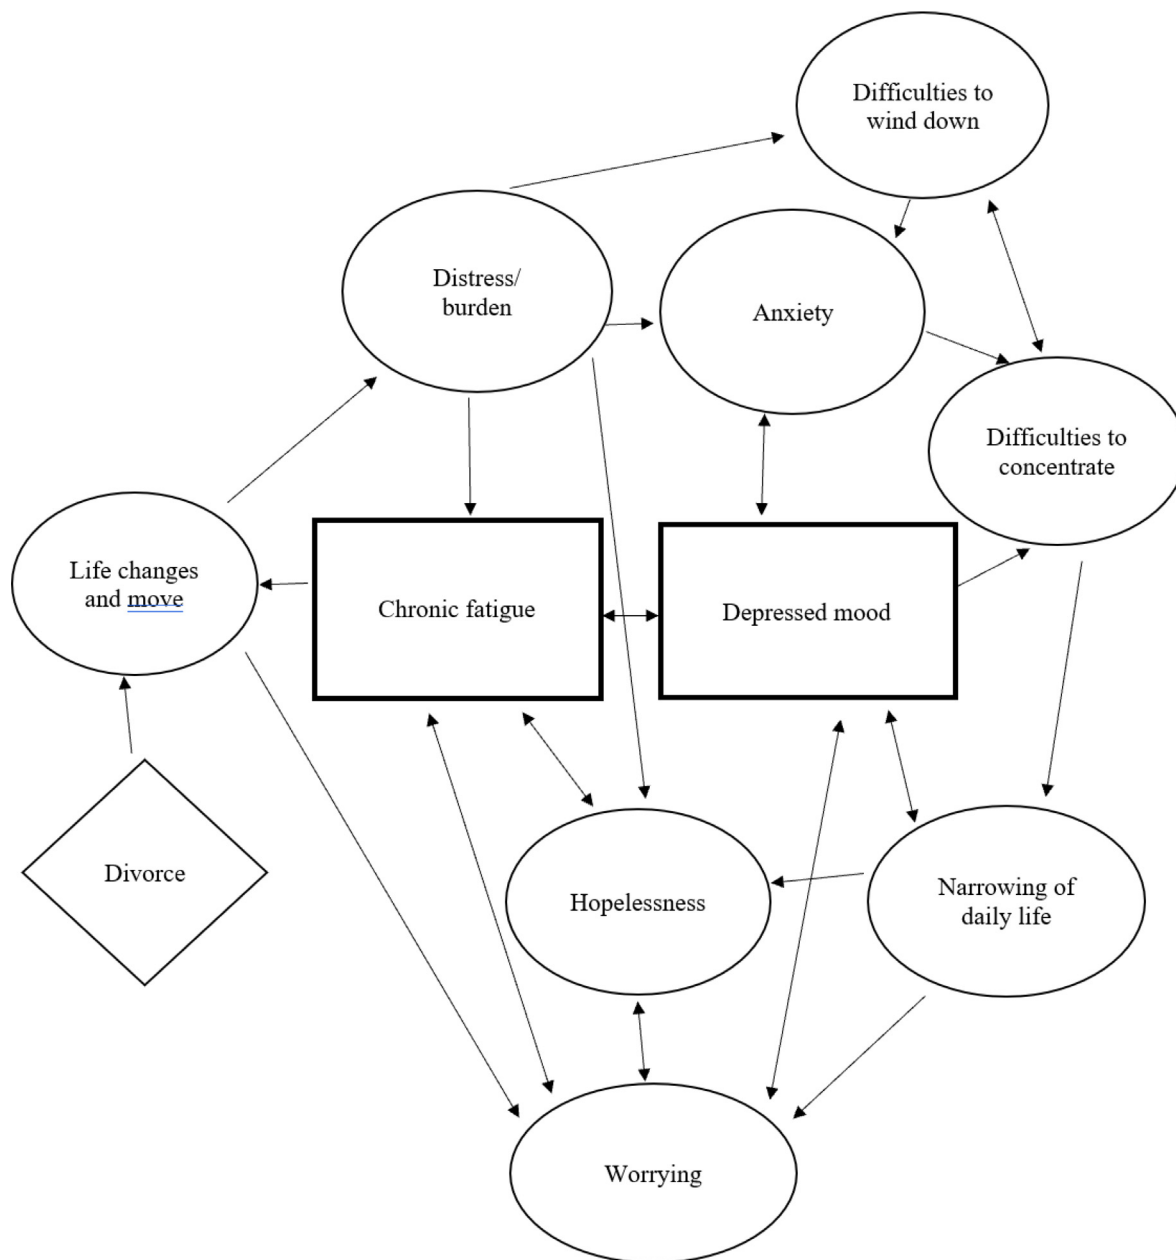 Difficulties to
wind down
Distress/
burden
Anxiety
Difficulties to
concentrate
Life changes
and move
Chronic fatigue
Depressed mood
Divorce
Hopelessness
Narrowing of
daily life
Worrying